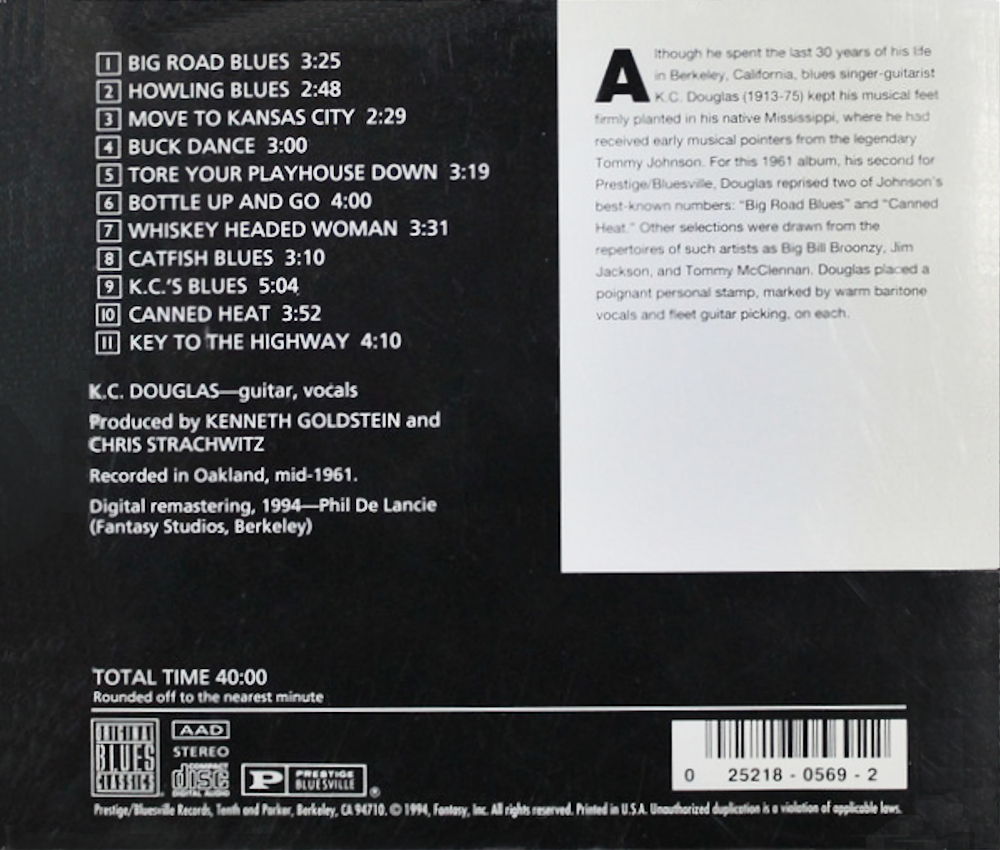 1 BIG ROAD BLUES 3:25
2 HOWLING BLUES 2:48
3 MOVE TO KANSAS CITY 2:29
4 BUCK DANCE 3:00
5 TORE YOUR PLAYHOUSE DOWN 3:19
6 BOTTLE UP AND GO 4:00
7 WHISKEY HEADED WOMAN 3:31
8 CATFISH BLUES 3:10
9 K.C.'S BLUES 5:04
10 CANNED HEAT 3:52
11 KEY TO THE HIGHWAY 4:10
K.C. DOUGLAS—guitar, vocals
Produced by KENNETH GOLDSTEIN and
CHRIS STRACHWITZ
Recorded in Oakland, mid-1961.
Digital remastering, 1994—Phil De Lancie
(Fantasy Studios, Berkeley)
Although he spent the last 30 years of his life
in Berkeley, California, blues singer-guitarist
K.C. Douglas (1913-75) kept his musical feet
firmly planted in his native Mississippi, where he had
received early musical pointers from the legendary
Tommy Johnson. For this 1961 album, his second for
Prestige/Bluesville, Douglas reprised two of Johnson's
best-known numbers: "Big Road Blues" and "Canned
Heat." Other selections were drawn from the
repertoires of such artists as Big Bill Broonzy, Jim
Jackson, and Tommy McClennan. Douglas placed a
poignant personal stamp, marked by warm baritone
vocals and fleet guitar picking, on each.
TOTAL TIME 40:00
Rounded off to the nearest minute
ORIGINAL
BLUES
CLASSICS
AAD
STEREO
COMPACT
disc
DIGITAL AUDIO
P PRESTIGE
BLUESVILLE ®
0 25218 - 0569 - 2
Prestige/Bluesville Records, Tenth and Parker, Berkeley, CA 94710. © 1994, Fantasy, Inc. All rights reserved. Printed in U.S.A. Unauthorized duplication is a violation of applicable laws.